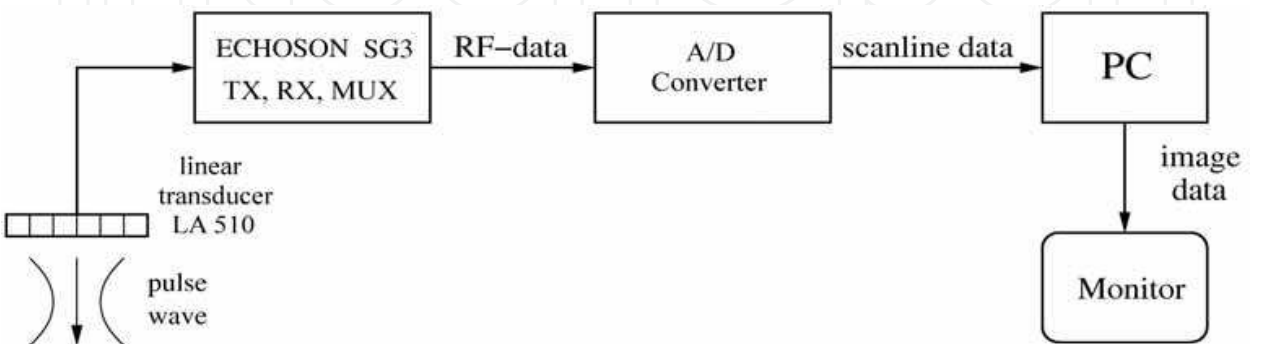 ECHOSON SG3
TX, RX, MUX
RF–data
A/D
Converter
scanline data
PC
linear
transducer
LA 510
image
data
pulse
wave
Monitor